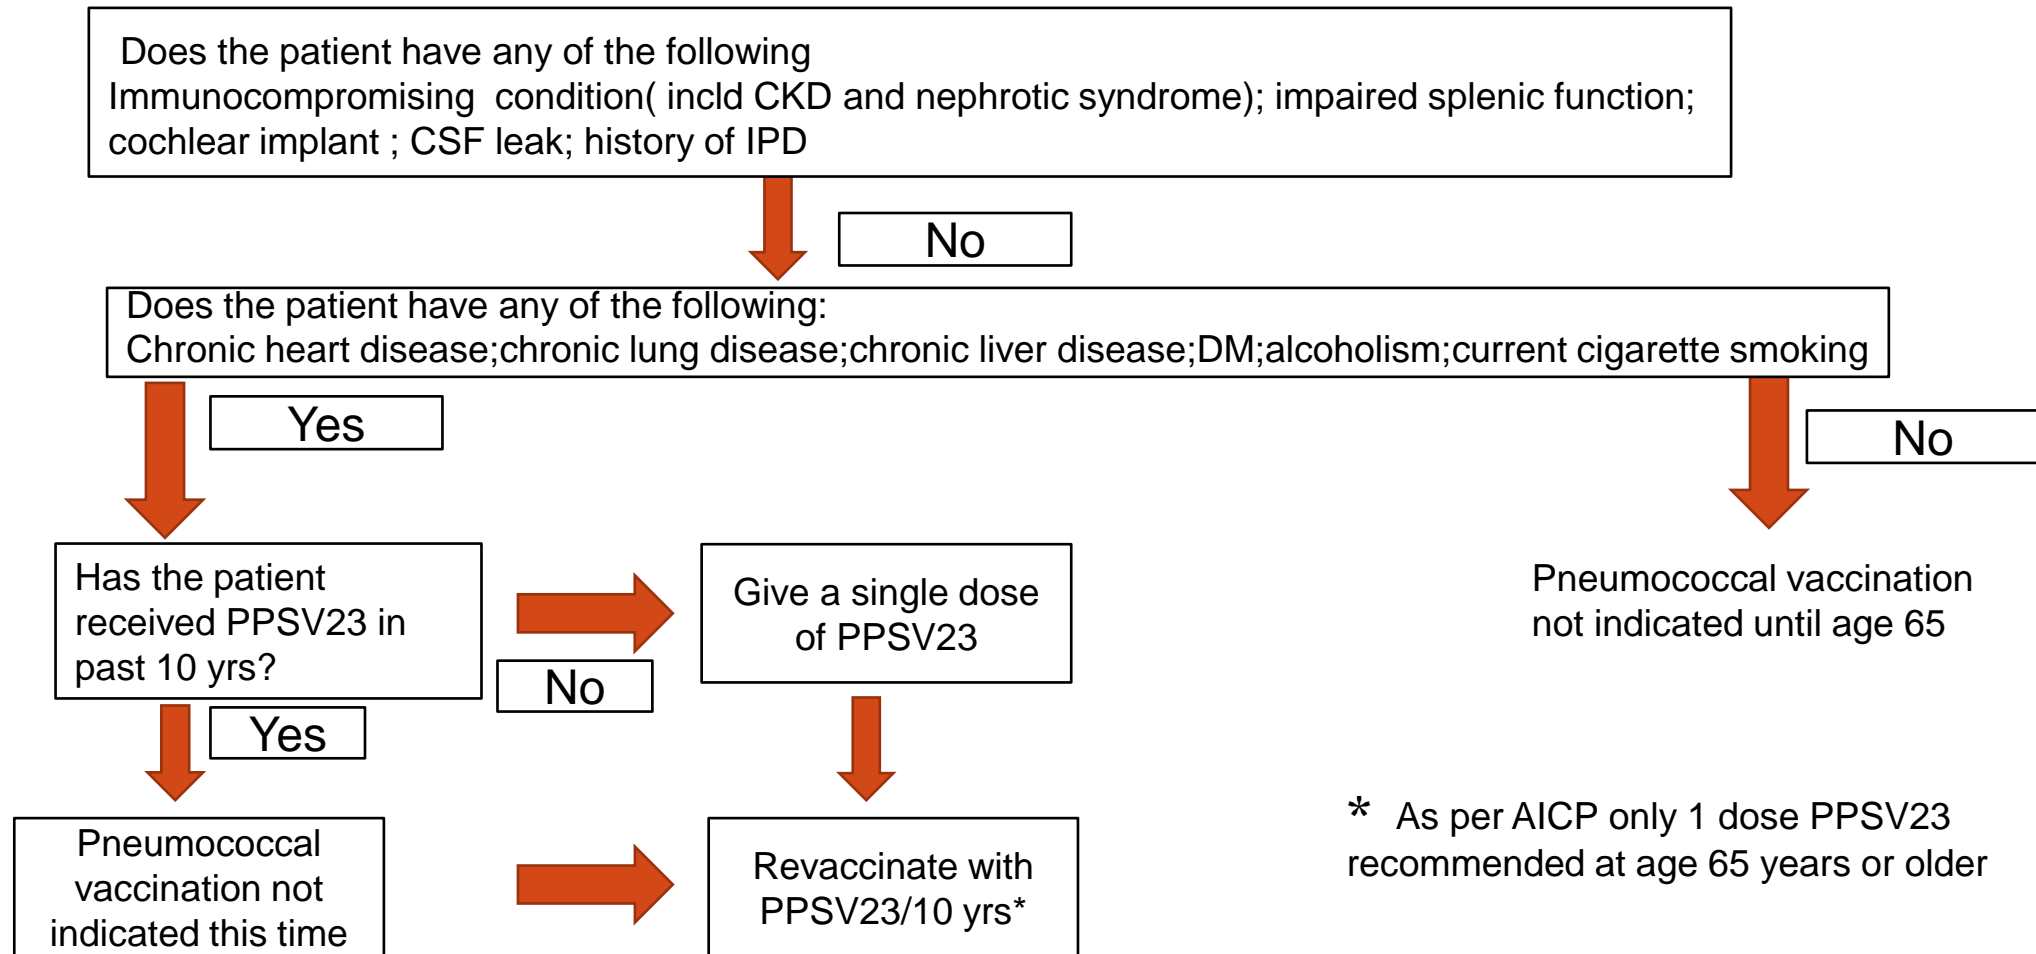 Does the patient have any of the following
Immunocompromising condition( incld CKD and nephrotic syndrome); impaired splenic function;
cochlear implant ; CSF leak; history of IPD
No
Does the patient have any of the following:
Chronic heart disease;chronic lung disease;chronic liver disease;DM;alcoholism;current cigarette smoking
Yes
No
Has the patient
received PPSV23 in
past 10 yrs?
No
Give a single dose
of PPSV23
Pneumococcal vaccination
not indicated until age 65
Yes
Pneumococcal
vaccination not
indicated this time
Revaccinate with
PPSV23/10 yrs*
* As per AICP only 1 dose PPSV23
recommended at age 65 years or older